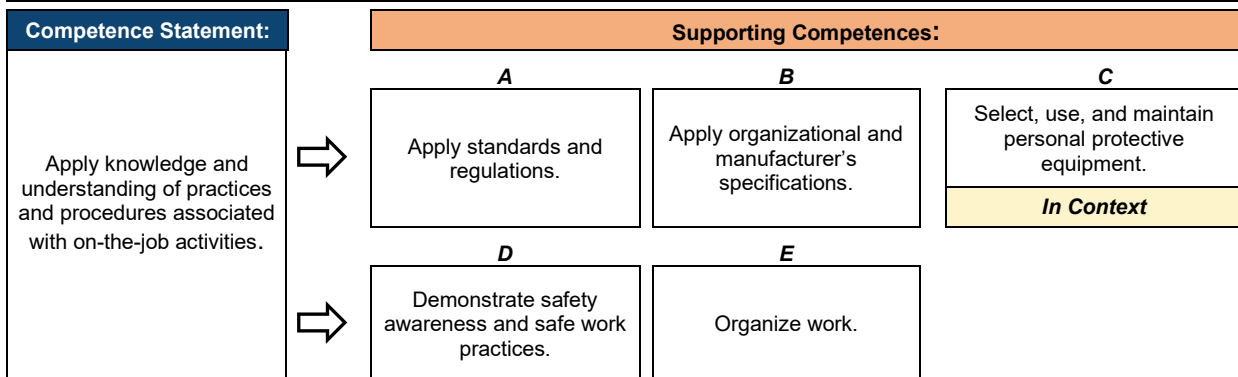 Competence Statement:
Supporting Competences:
Apply knowledge and
understanding of practices
and procedures associated
with on-the-job activities.
A
Apply standards and
regulations.
B
Apply organizational and
manufacturer’s
specifications.
C
Select, use, and maintain
personal protective
equipment.
In Context
D
Demonstrate safety
awareness and safe work
practices.
E
Organize work.